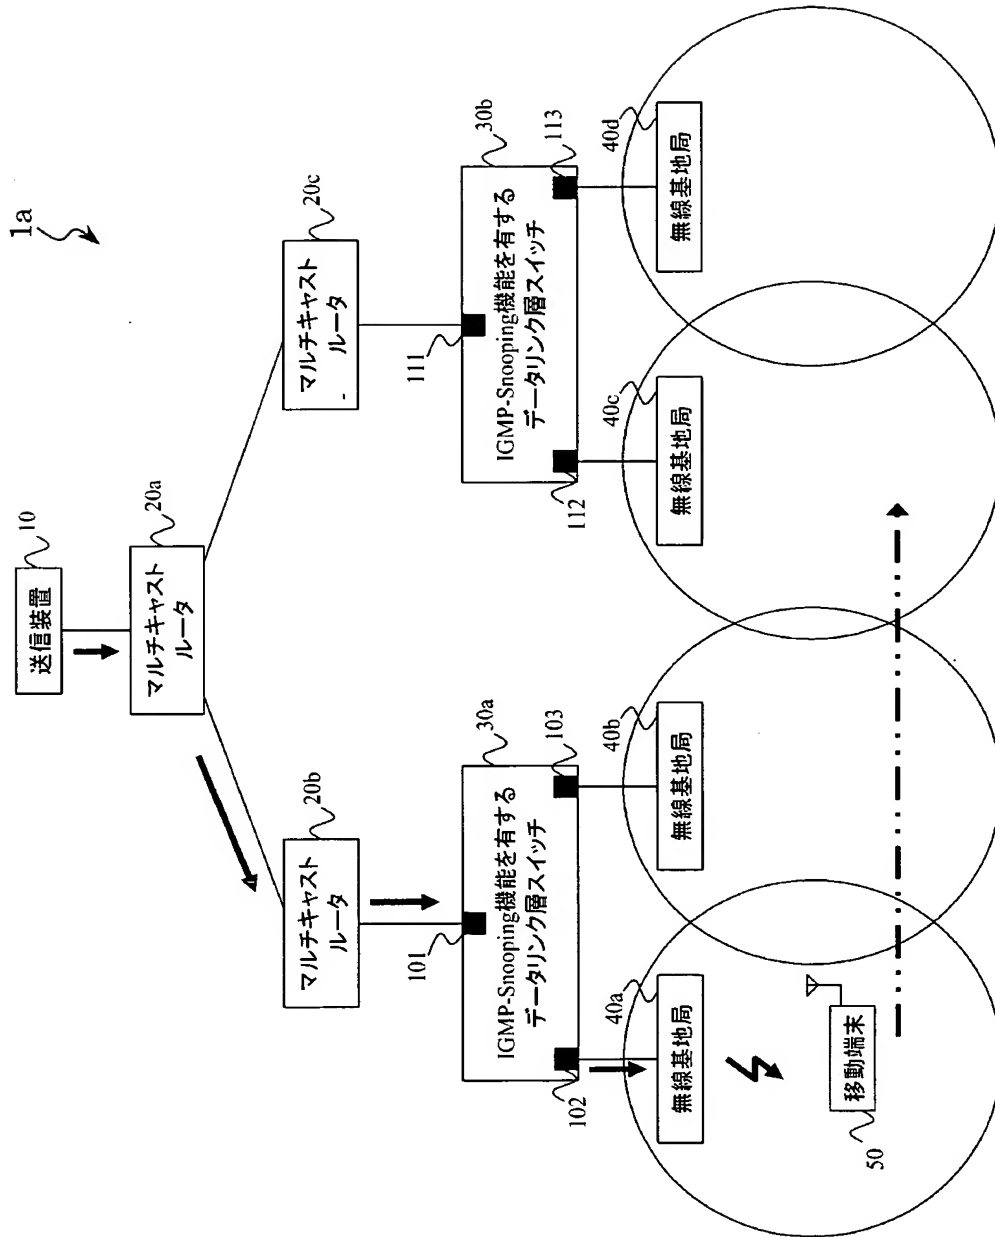 1a
10
送信装置
20a
マルチキャスト
ルータ
20b
マルチキャスト
ルータ
20c
マルチキャスト
ルータ
101
30a
IGMP-Snooping機能を有する
データリンク層スイッチ
102
103
111
30b
IGMP-Snooping機能を有する
データリンク層スイッチ
112
113
40a
無線基地局
40b
無線基地局
40c
無線基地局
40d
無線基地局
50
移動端末